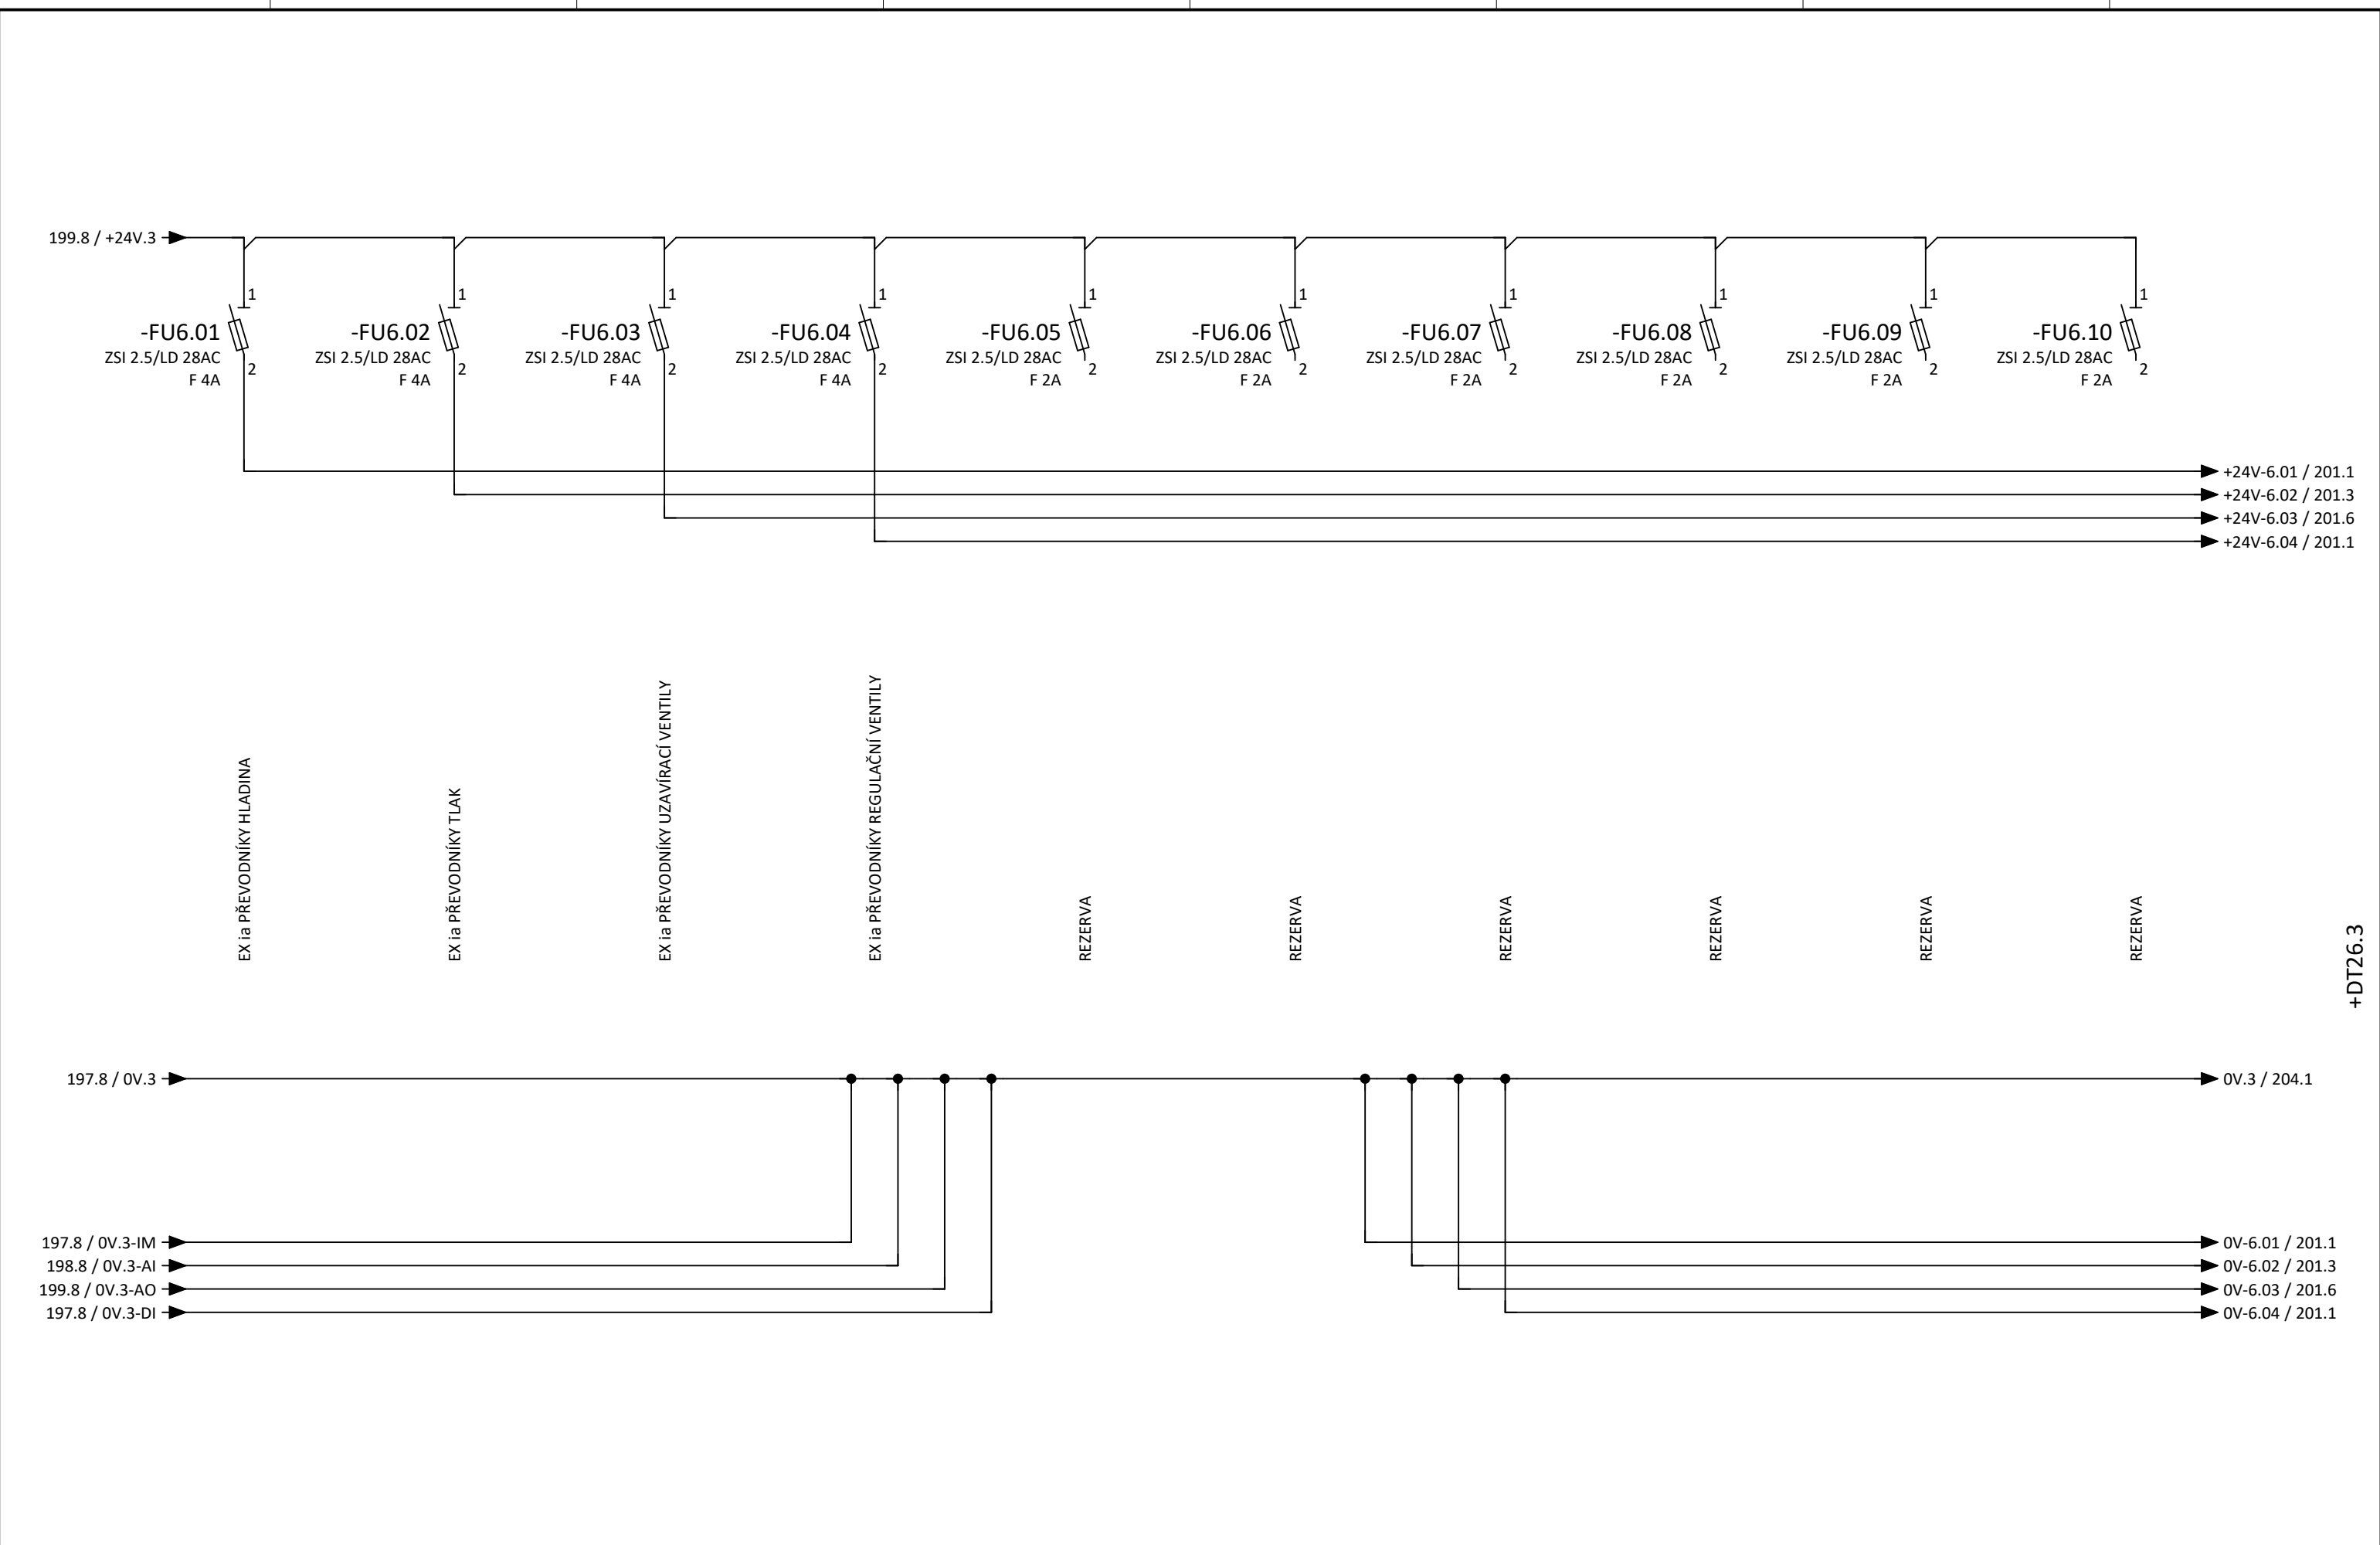 199.8 / +24V.3
1
-FU6.01
ZSI 2.5/LD 28AC
F 4A
2
1
-FU6.02
ZSI 2.5/LD 28AC
F 4A
2
1
-FU6.03
ZSI 2.5/LD 28AC
F 4A
2
1
-FU6.04
ZSI 2.5/LD 28AC
F 4A
2
1
-FU6.05
ZSI 2.5/LD 28AC
F 2A
2
1
-FU6.06
ZSI 2.5/LD 28AC
F 2A
2
1
-FU6.07
ZSI 2.5/LD 28AC
F 2A
2
1
-FU6.08
ZSI 2.5/LD 28AC
F 2A
2
1
-FU6.09
ZSI 2.5/LD 28AC
F 2A
2
1
-FU6.10
ZSI 2.5/LD 28AC
F 2A
2
+24V-6.01 / 201.1
+24V-6.02 / 201.3
+24V-6.03 / 201.6
+24V-6.04 / 201.1
EX ia PŘEVODNÍKY HLADINA
EX ia PŘEVODNÍKY TLAK
EX ia PŘEVODNÍKY UZAVÍRACÍ VENTILY
EX ia PŘEVODNÍKY REGULAČNÍ VENTILY
REZERVA
REZERVA
REZERVA
REZERVA
REZERVA
REZERVA
+DT26.3
197.8 / 0V.3
0V.3 / 204.1
197.8 / 0V.3-IM
198.8 / 0V.3-AI
199.8 / 0V.3-AO
197.8 / 0V.3-DI
0V-6.01 / 201.1
0V-6.02 / 201.3
0V-6.03 / 201.6
0V-6.04 / 201.1